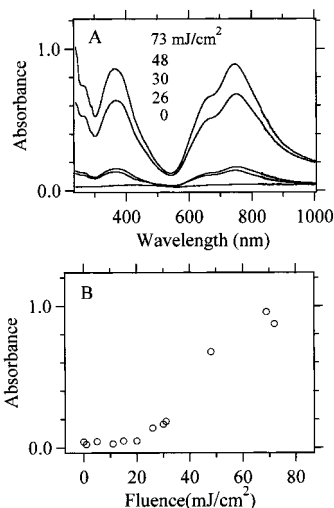 A
73 mJ/cm²
48
30
26
0
1.0
0.0
Absorbance
400 600 800 1000
Wavelength (nm)
B
1.0
0.0
Absorbance
0 20 40 60 80
Fluence(mJ/cm²)